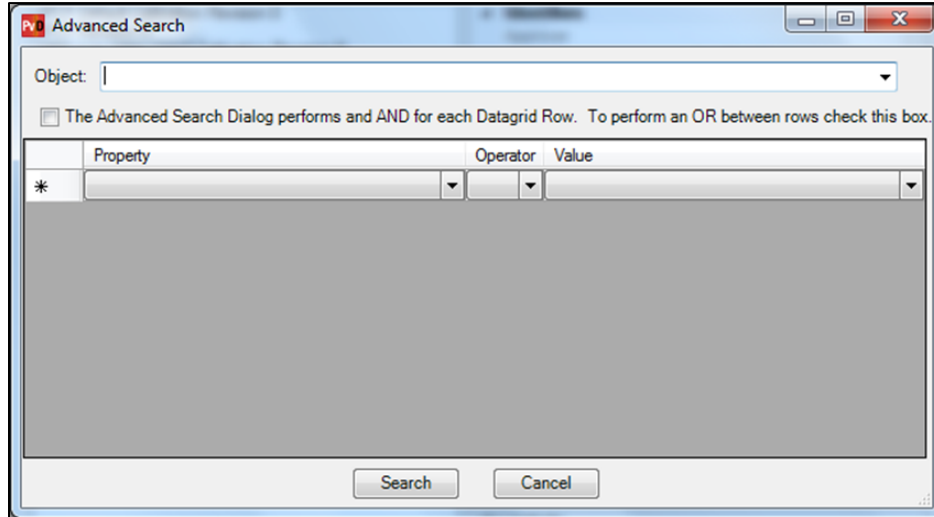 PvD Advanced Search
Object:
The Advanced Search Dialog performs and AND for each Datagrid Row. To perform an OR between rows check this box.
Property Operator Value
Search Cancel